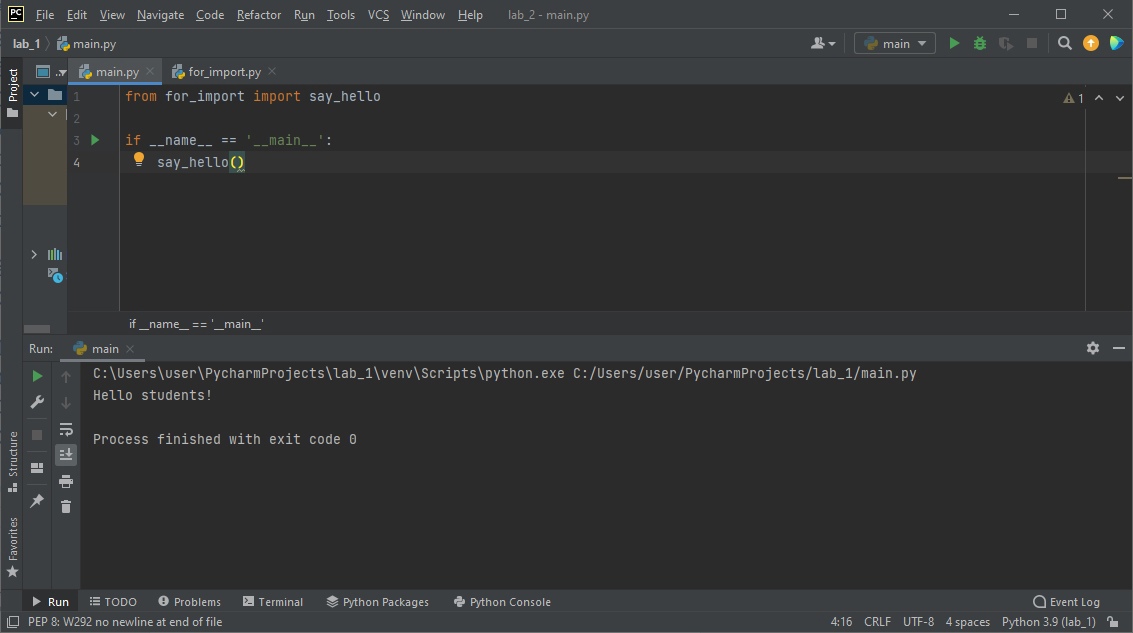 PC File Edit View Navigate Code Refactor Run Tools VCS Window Help lab_2 - main.py
lab_1 main.py main
Project .. main.py for_import.py
1 from for_import import say_hello 1
2
3 if __name__ == '__main__':
4 say_hello()
if __name__ == '__main__'
Run: main
C:\Users\user\PycharmProjects\lab_1\venv\Scripts\python.exe C:/Users/user/PycharmProjects/lab_1/main.py
Hello students!
Process finished with exit code 0
Structure
Favorites
Run TODO Problems Terminal Python Packages Python Console Event Log
PEP 8: W292 no newline at end of file 4:16 CRLF UTF-8 4 spaces Python 3.9 (lab_1)